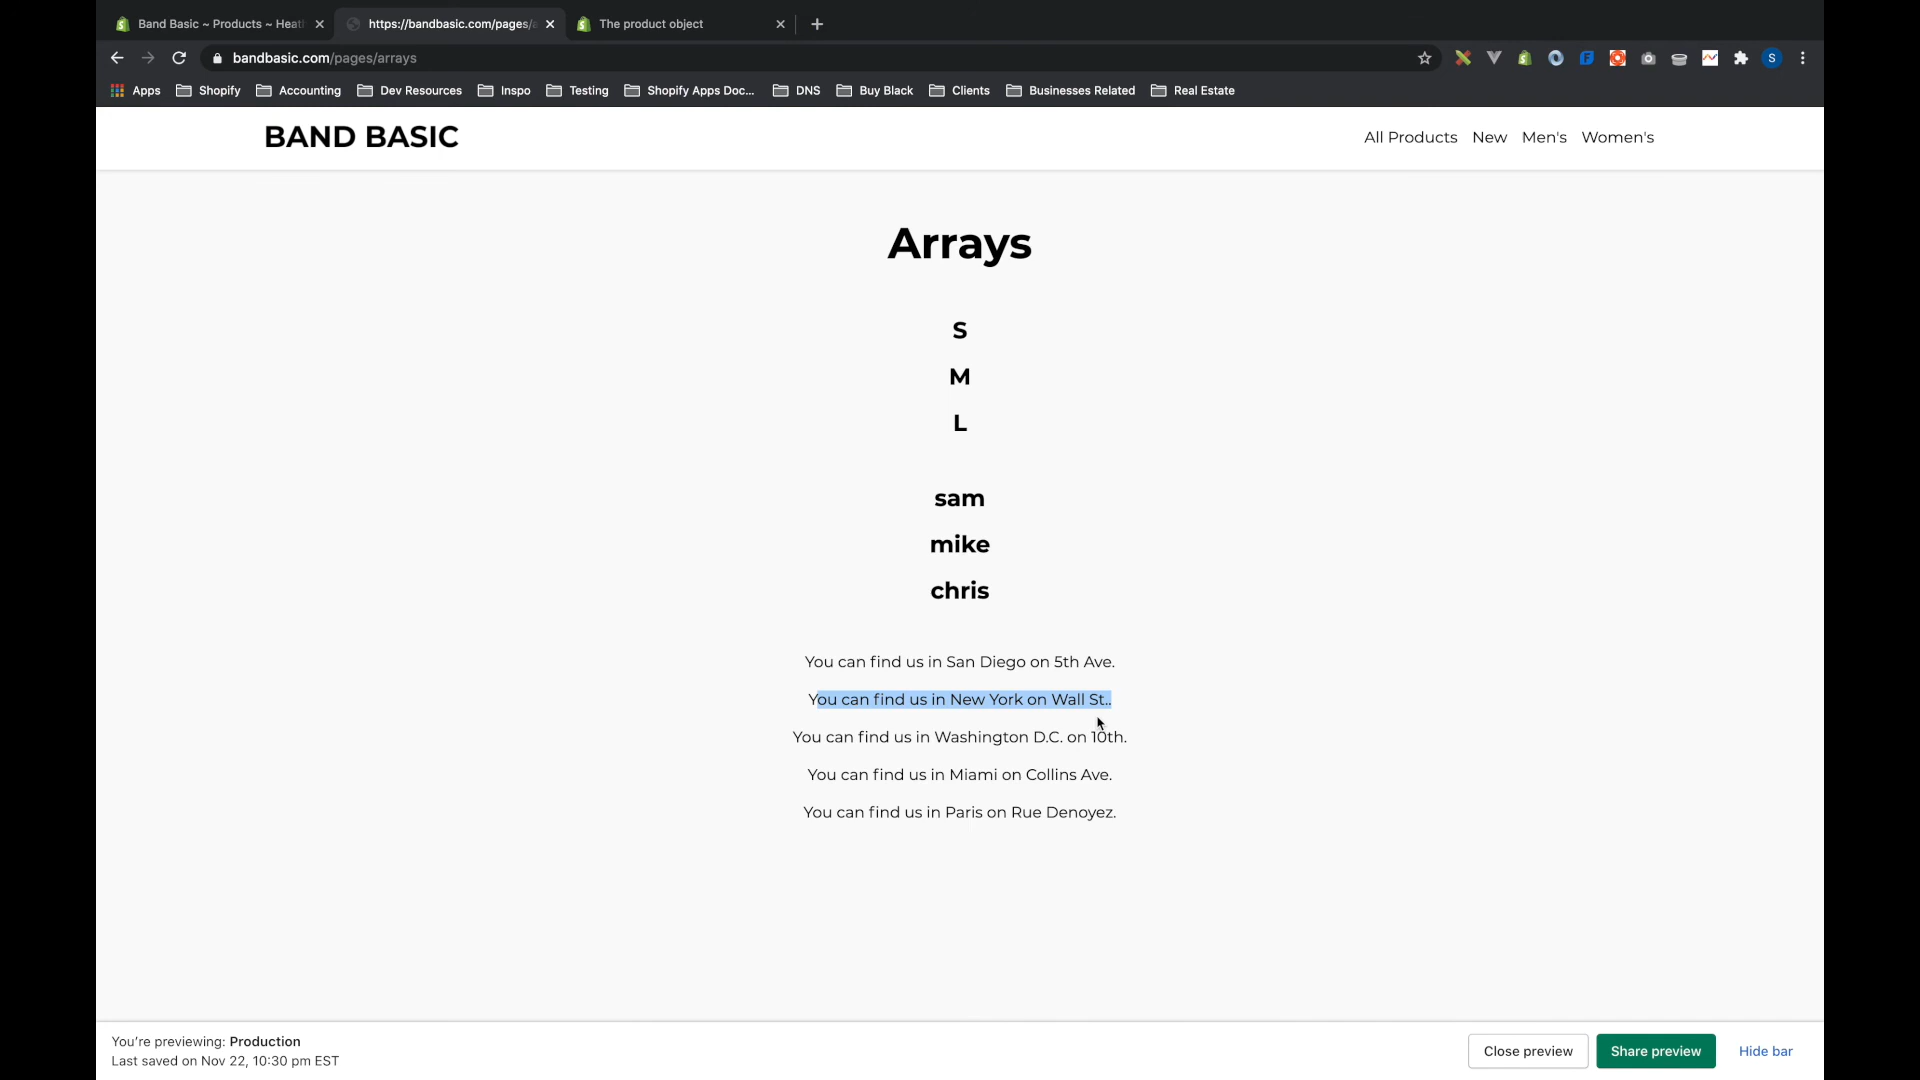 Band Basic ~ Products ~ Heat
https://bandbasic.com/pages/a
The product object
bandbasic.com/pages/arrays
S
Apps Shopify Accounting Dev Resources Inspo Testing Shopify Apps Doc... DNS Buy Black Clients Businesses Related Real Estate
BAND BASIC
All Products New Men's Women's
Arrays
S
M
L
sam
mike
chris
You can find us in San Diego on 5th Ave.
You can find us in New York on Wall St..
You can find us in Washington D.C. on 10th.
You can find us in Miami on Collins Ave.
You can find us in Paris on Rue Denoyez.
You're previewing: Production
Last saved on Nov 22, 10:30 pm EST
Close preview Share preview Hide bar